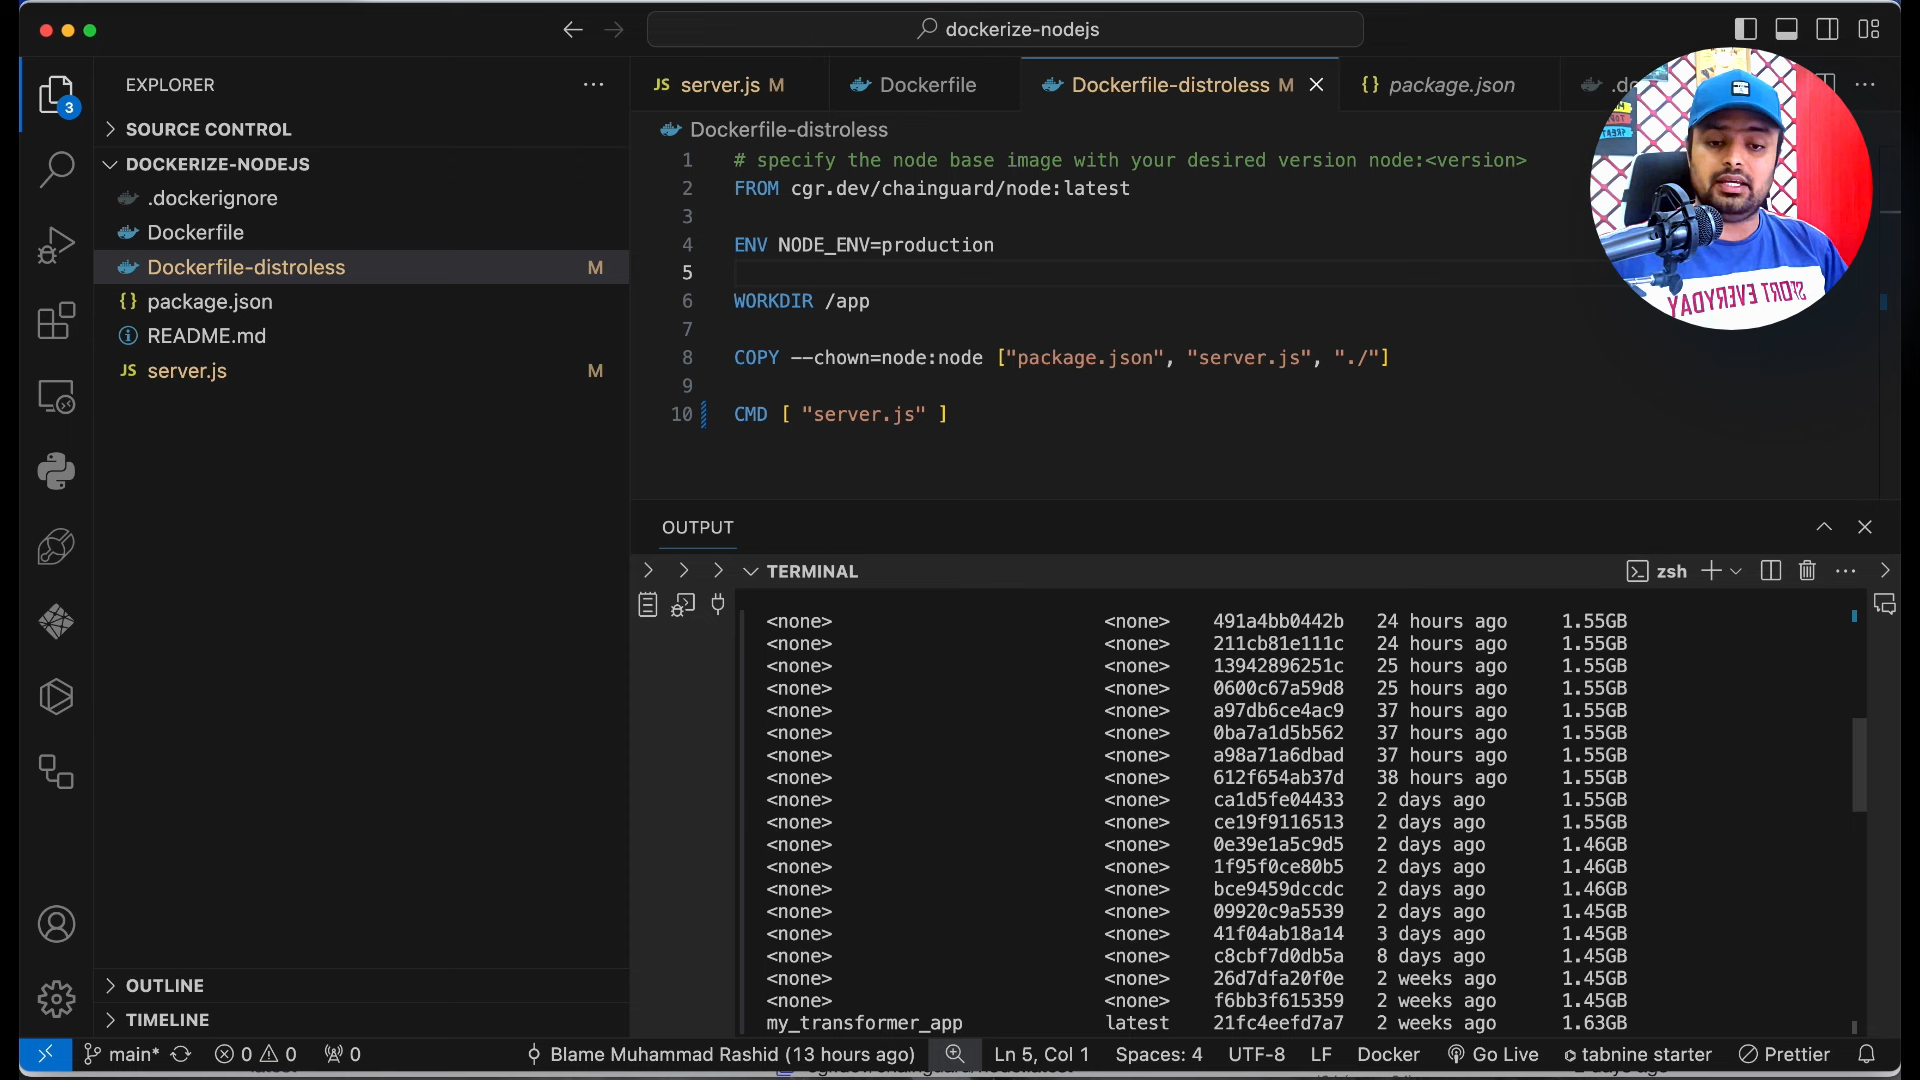 dockerize-nodejs
3
EXPLORER
SOURCE CONTROL
DOCKERIZE-NODEJS
.dockerignore
Dockerfile
Dockerfile-distroless M
{} package.json
README.md
JS server.js M
OUTLINE
TIMELINE
JS server.js M
Dockerfile
Dockerfile-distroless M
{} package.json
Dockerfile-distroless
1 # specify the node base image with your desired version node:<version>
2 FROM cgr.dev/chainguard/node:latest
3
4 ENV NODE_ENV=production
5
6 WORKDIR /app
7
8 COPY --chown=node:node ["package.json", "server.js", "./"]
9
10 CMD [ "server.js" ]
EVERYDAY
OUTPUT
TERMINAL
zsh
<none> <none> 491a4bb0442b 24 hours ago 1.55GB
<none> <none> 211cb81e111c 24 hours ago 1.55GB
<none> <none> 13942896251c 25 hours ago 1.55GB
<none> <none> 0600c67a59d8 25 hours ago 1.55GB
<none> <none> a97db6ce4ac9 37 hours ago 1.55GB
<none> <none> 0ba7a1d5b562 37 hours ago 1.55GB
<none> <none> a98a71a6dbad 37 hours ago 1.55GB
<none> <none> 612f654ab37d 38 hours ago 1.55GB
<none> <none> ca1d5fe04433 2 days ago 1.55GB
<none> <none> ce19f9116513 2 days ago 1.55GB
<none> <none> 0e39e1a5c9d5 2 days ago 1.46GB
<none> <none> 1f95f0ce80b5 2 days ago 1.46GB
<none> <none> bce9459dccdc 2 days ago 1.46GB
<none> <none> 09920c9a5539 2 days ago 1.45GB
<none> <none> 41f04ab18a14 3 days ago 1.45GB
<none> <none> c8cbf7d0db5a 8 days ago 1.45GB
<none> <none> 26d7dfa20f0e 2 weeks ago 1.45GB
<none> <none> f6bb3f615359 2 weeks ago 1.45GB
my_transformer_app latest 21fc4eefd7a7 2 weeks ago 1.63GB
main* 0 0 0 Blame Muhammad Rashid (13 hours ago) Ln 5, Col 1 Spaces: 4 UTF-8 LF Docker Go Live tabnine starter Prettier